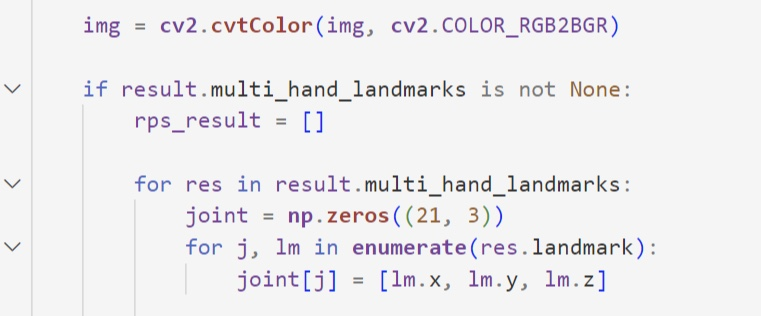 img = cv2.cvtColor(img, cv2.COLOR_RGB2BGR)
if result.multi_hand_landmarks is not None:
rps_result = []
for res in result.multi_hand_landmarks:
joint = np.zeros((21, 3))
for j, lm in enumerate(res.landmark):
joint[j] = [lm.x, lm.y, lm.z]